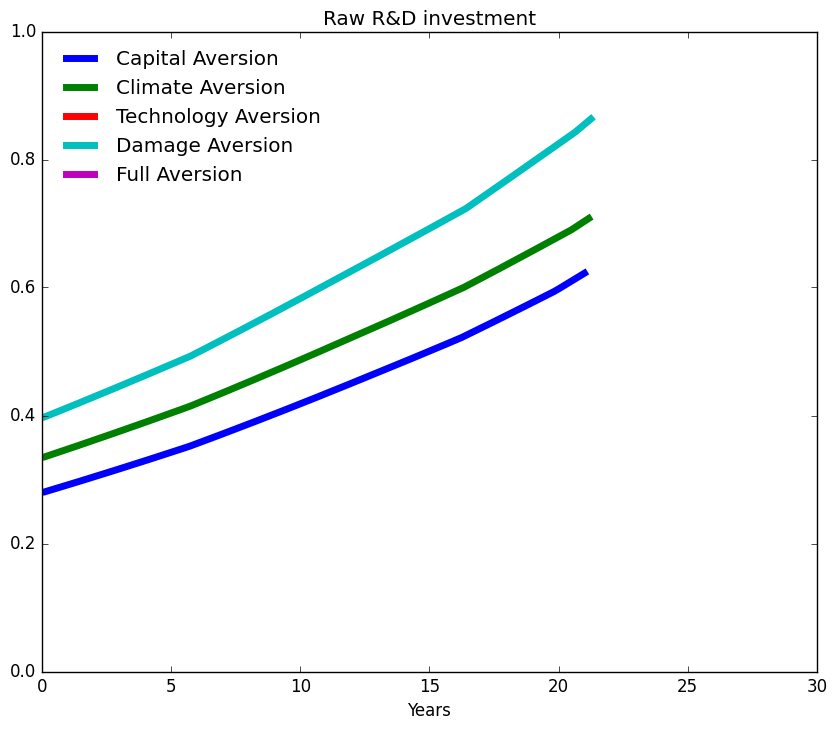 Raw R&D investment
1.0
Capital Aversion
Climate Aversion
Technology Aversion
Damage Aversion
Full Aversion
0.8
0.6
0.4
0.2
0.0
0 5 10 15 20 25 30
Years